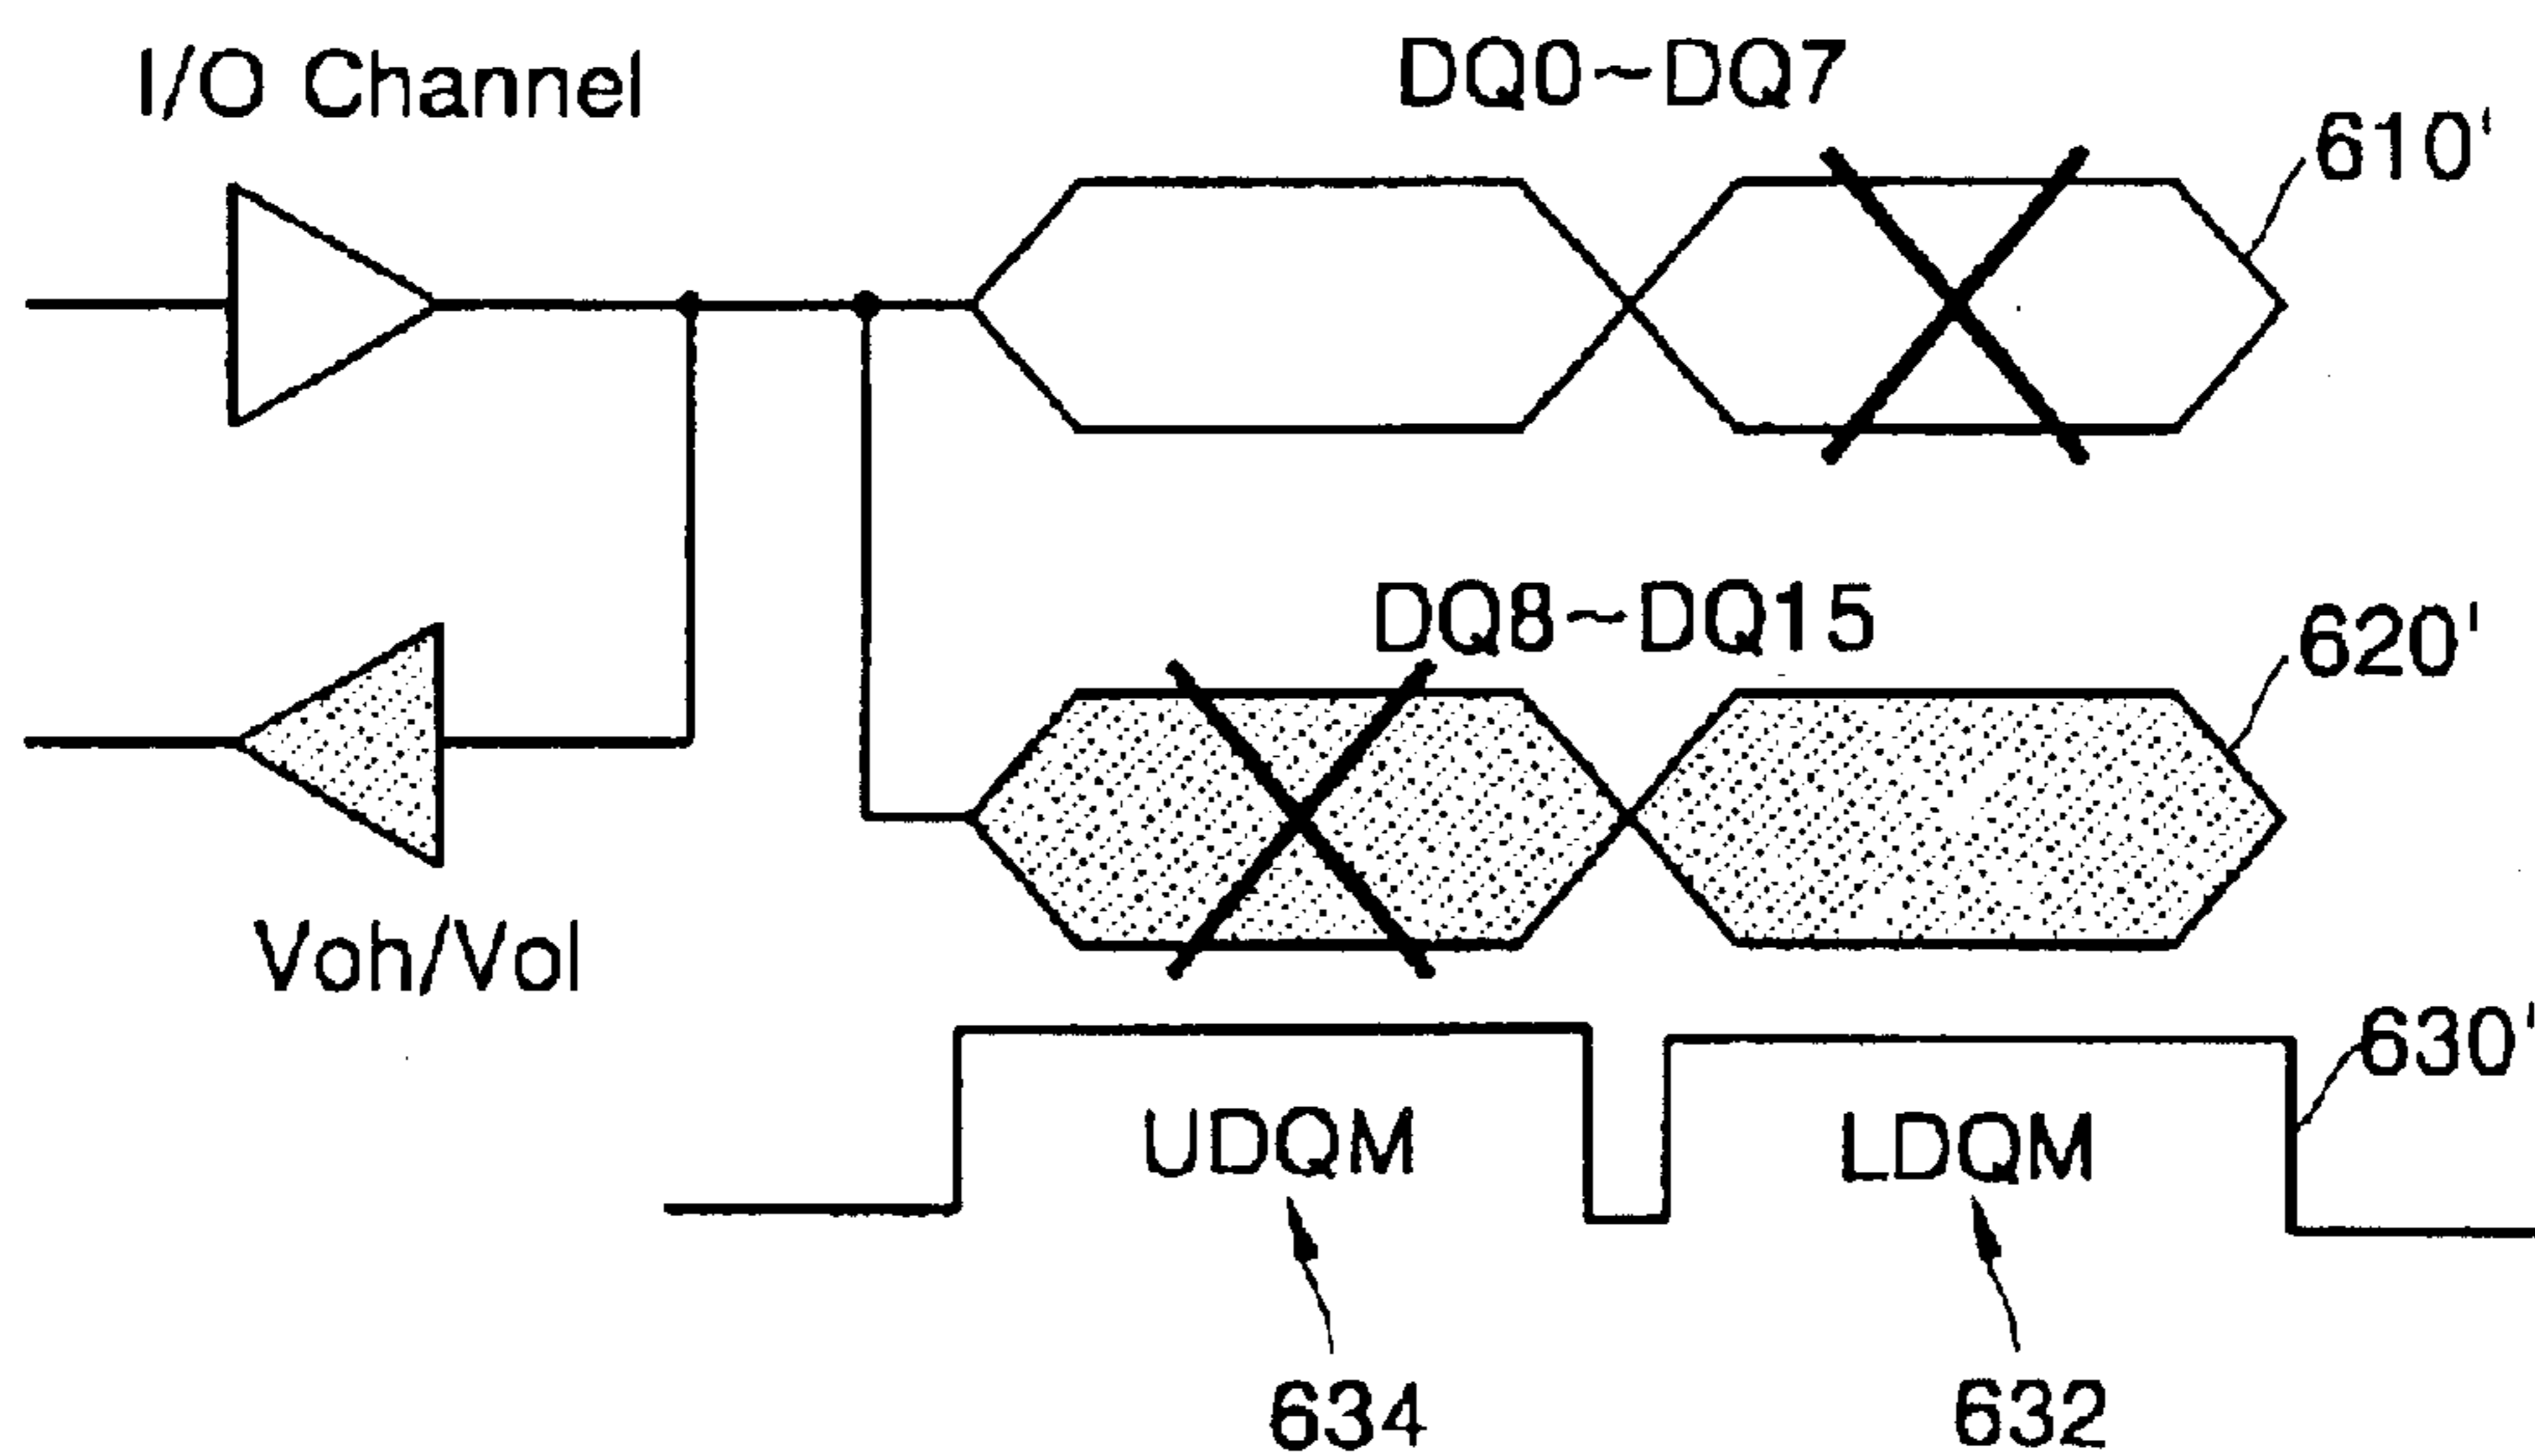 I/O Channel
DQ0~DQ7
610'
DQ8~DQ15
620'
Voh/Vol
630'
UDQM
LDQM
634
632